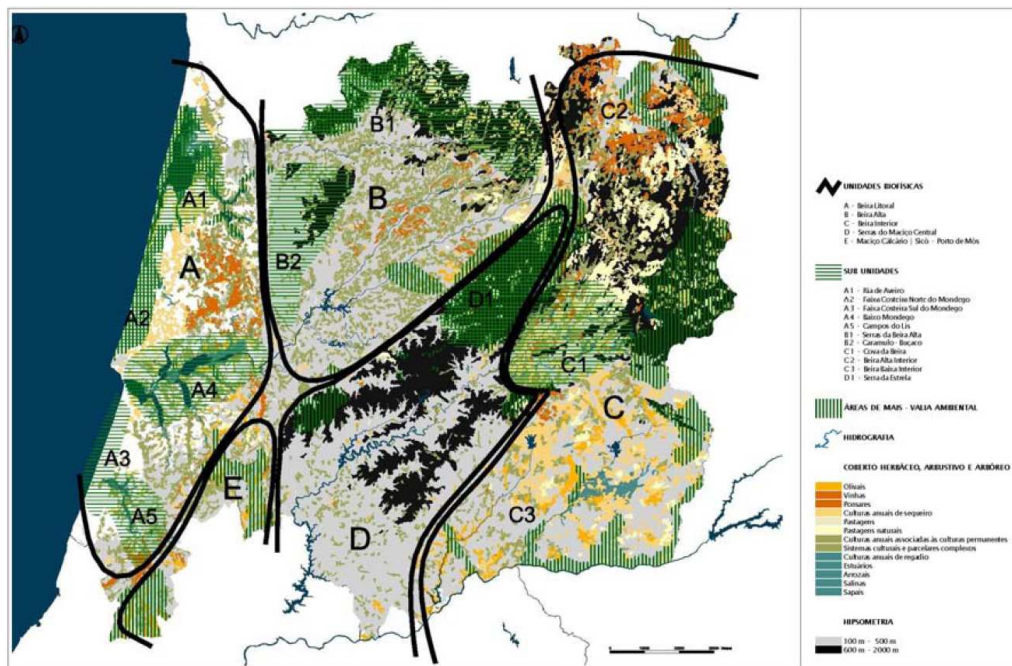 A1
A
A2
A4
A3
A5
B1
B
B2
C2
D1
C1
C
E
D
C3
UNIDADES BIOFÍSICAS
A - Beira Litoral
B - Beira Alta
C - Beira Interior
D - Serras do Maciço Central
E - Maciço Calcário | Sicó - Porto de Mós
SUB UNIDADES
A1 - Ria de Aveiro
A2 - Faixa Costeira Norte do Mondego
A3 - Faixa Costeira Sul do Mondego
A4 - Baixo Mondego
A5 - Campos do Lis
B1 - Serras da Beira Alta
B2 - Caramulo - Buçaco
C1 - Cova da Beira
C2 - Beira Alta Interior
C3 - Beira Baixa Interior
D1 - Serra da Estrela
ÁREAS DE MAIS - VALIA AMBIENTAL
HIDROGRAFIA
COBERTO HERBÁCEO, ARBUSTIVO E ARBÓREO
Olivais
Vinhas
Pomares
Culturas anuais de sequeiro
Pastagens
Pastagens naturais
Culturas anuais associadas às culturas permanentes
Sistemas culturais e parcelares complexos
Culturas anuais de regadio
Estuários
Arrozais
Salinas
Sapais
HIPSOMETRIA
100 m - 500 m
600 m - 2000 m